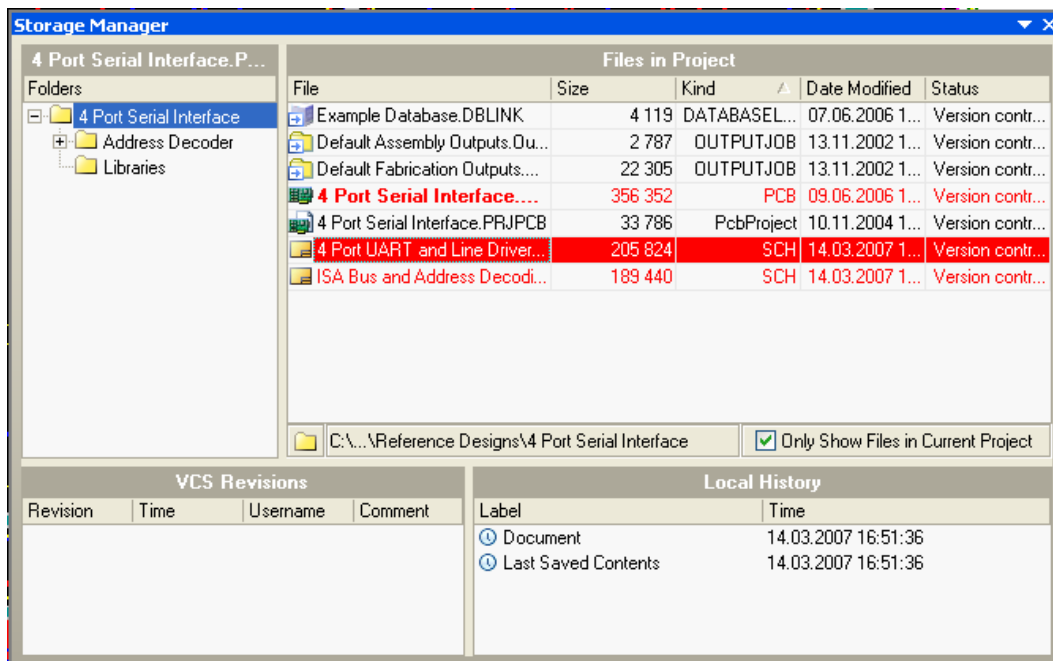 Storage Manager
4 Port Serial Interface.P...
Folders
4 Port Serial Interface
Address Decoder
Libraries
Files in Project
File Size Kind Date Modified Status
Example Database.DBLINK 4 119 DATABASEL... 07.06.2006 1... Version contr...
Default Assembly Outputs.Ou... 2 787 OUTPUTJOB 13.11.2002 1... Version contr...
Default Fabrication Outputs.... 22 305 OUTPUTJOB 13.11.2002 1... Version contr...
4 Port Serial Interface.... 356 352 PCB 09.06.2006 1... Version contr...
4 Port Serial Interface.PRJPCB 33 786 PcbProject 10.11.2004 1... Version contr...
4 Port UART and Line Driver... 205 824 SCH 14.03.2007 1... Version contr...
ISA Bus and Address Decodi... 189 440 SCH 14.03.2007 1... Version contr...
C:\...\Reference Designs\4 Port Serial Interface
Only Show Files in Current Project
VCS Revisions
Revision Time Username Comment
Local History
Label Time
Document 14.03.2007 16:51:36
Last Saved Contents 14.03.2007 16:51:36